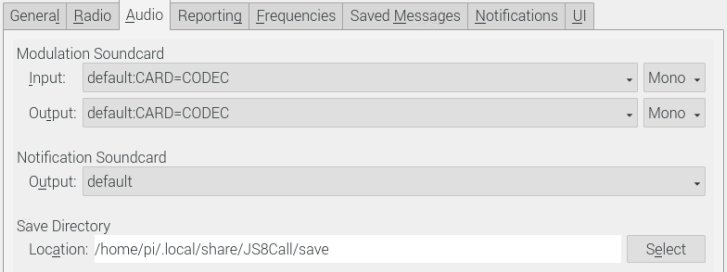 General Radio Audio Reporting Frequencies Saved Messages Notifications UI
Modulation Soundcard
Input: default:CARD=CODEC Mono
Output: default:CARD=CODEC Mono
Notification Soundcard
Output: default
Save Directory
Location: /home/pi/.local/share/JS8Call/save Select